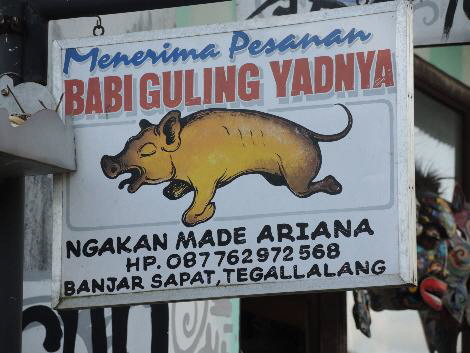 Menerima Pesanan
BABI GULING YADNYA
NGAKAN MADE ARIANA
HP. 087762972568
BANJAR SAPAT, TEGALLALANG